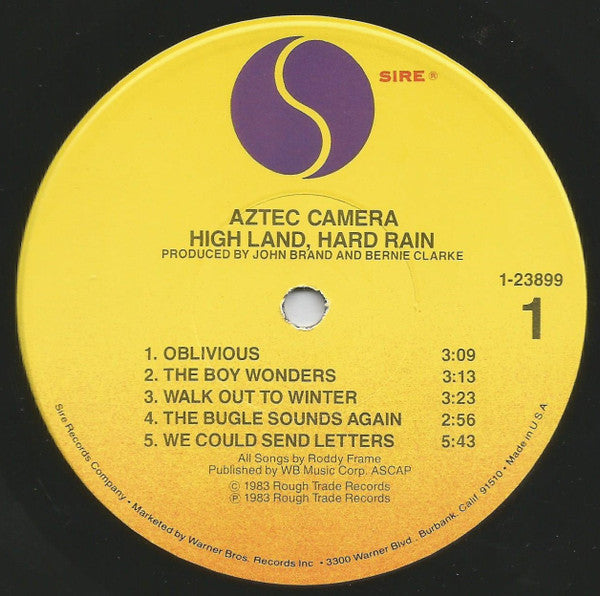 SIRE ®
AZTEC CAMERA
HIGH LAND, HARD RAIN
PRODUCED BY JOHN BRAND AND BERNIE CLARKE
1-23899
1
1. OBLIVIOUS 3:09
2. THE BOY WONDERS 3:13
3. WALK OUT TO WINTER 3:23
4. THE BUGLE SOUNDS AGAIN 2:56
5. WE COULD SEND LETTERS 5:43
All Songs by Roddy Frame
Published by WB Music Corp. ASCAP
© 1983 Rough Trade Records
℗ 1983 Rough Trade Records
Sire Records Company • Marketed by Warner Bros. Records Inc • 3300 Warner Blvd., Burbank, Calif 91510 • Made in U.S.A